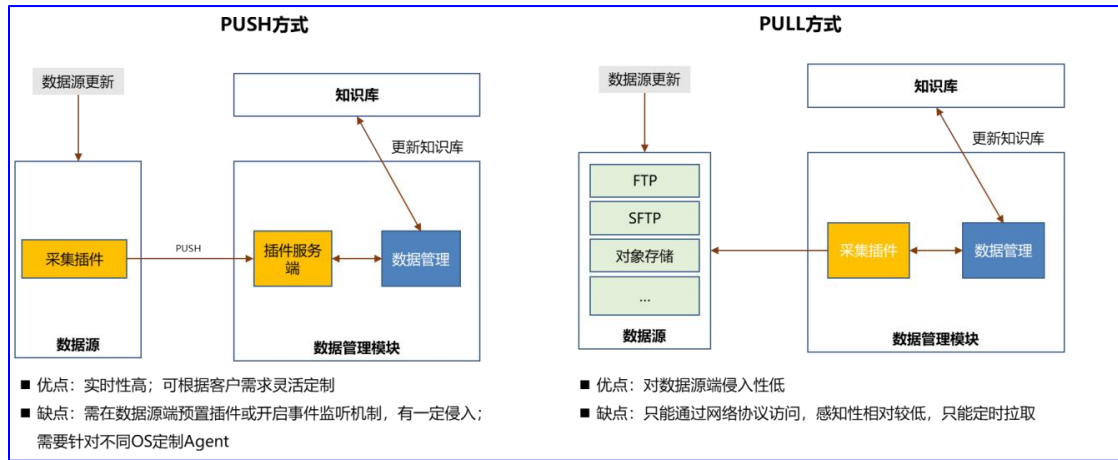 PUSH方式
数据源更新
知识库
更新知识库
采集插件
PUSH
插件服务
端
数据管理
数据源
数据管理模块
■ 优点：实时性高；可根据客户需求灵活定制
■ 缺点：需在数据源端预置插件或开启事件监听机制，有一定侵入；
需要针对不同OS定制Agent
PULL方式
数据源更新
知识库
更新知识库
FTP
SFTP
对象存储
...
采集插件
数据管理
数据源
数据管理模块
■ 优点：对数据源端侵入性低
■ 缺点：只能通过网络协议访问，感知性相对较低，只能定时拉取